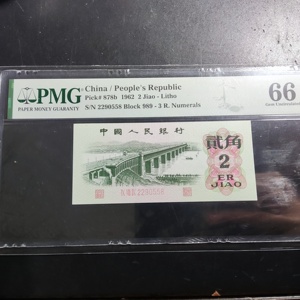 PMG
PAPER MONEY GUARANTY
China / People's Republic
Pick# 878b 1962 2 Jiao - Litho
S/N 2290558 Block 989 - 3 R. Numerals
66
中國人民銀行
貳角
2
ER
JIAO
2290558